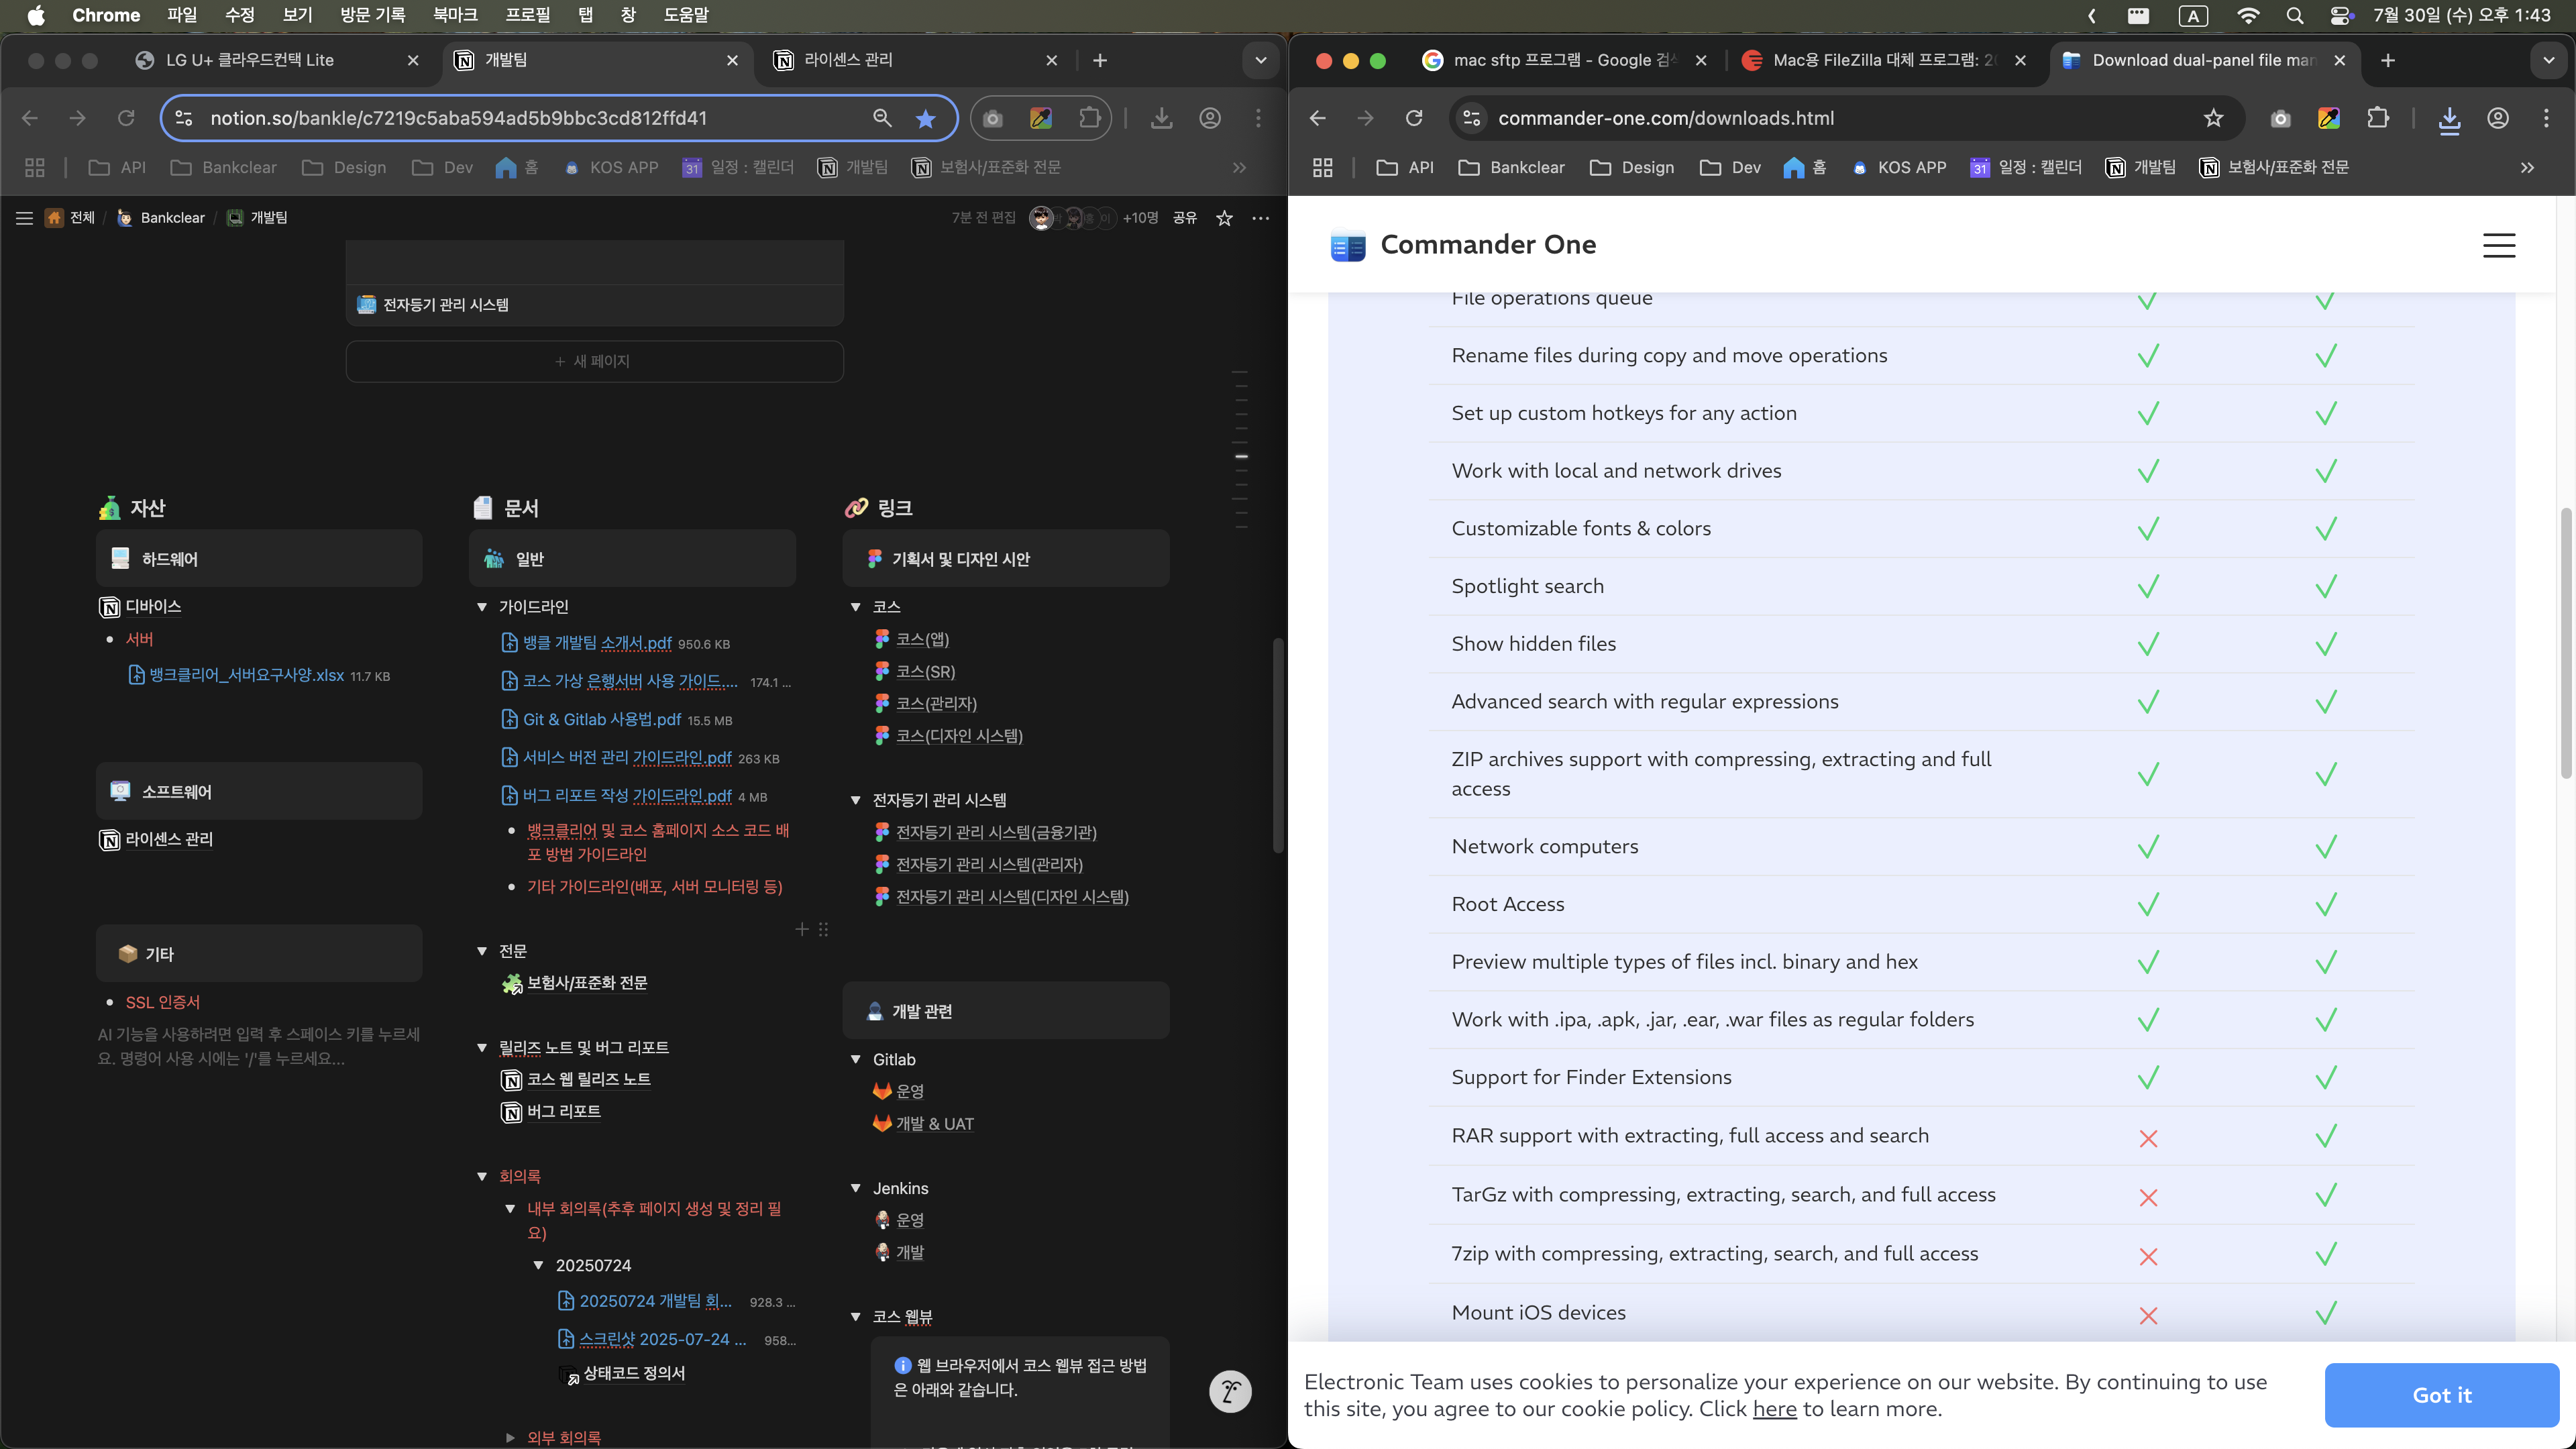 Chrome 파일 수정 보기 방문 기록 북마크 프로필 탭 창 도움말
A 7월 30일 (수) 오후 1:43
LG U+ 클라우드컨택 Lite
개발팀
라이센스 관리
notion.so/bankle/c7219c5aba594ad5b9bbc3cd812ffd41
API Bankclear Design Dev 홈 KOS APP 31 일정 : 캘린더 개발팀 보험사/표준화 전문
전체 / Bankclear / 개발팀
7분 전 편집 +10명 공유
전자등기 관리 시스템
+ 새 페이지
자산
하드웨어
디바이스
서버
뱅크클리어_서버요구사양.xlsx 11.7 KB
소프트웨어
라이센스 관리
기타
SSL 인증서
AI 기능을 사용하려면 입력 후 스페이스 키를 누르세
요. 명령어 사용 시에는 '/'를 누르세요...
문서
일반
가이드라인
뱅클 개발팀 소개서.pdf 950.6 KB
코스 가상 은행서버 사용 가이드.... 174.1 ...
Git & Gitlab 사용법.pdf 15.5 MB
서비스 버전 관리 가이드라인.pdf 263 KB
버그 리포트 작성 가이드라인.pdf 4 MB
뱅크클리어 및 코스 홈페이지 소스 코드 배
포 방법 가이드라인
기타 가이드라인(배포, 서버 모니터링 등)
전문
보험사/표준화 전문
릴리즈 노트 및 버그 리포트
코스 웹 릴리즈 노트
버그 리포트
회의록
내부 회의록(추후 페이지 생성 및 정리 필
요)
20250724
20250724 개발팀 회... 928.3 ...
스크린샷 2025-07-24 ... 958...
상태코드 정의서
외부 회의록
링크
기획서 및 디자인 시안
코스
코스(앱)
코스(SR)
코스(관리자)
코스(디자인 시스템)
전자등기 관리 시스템
전자등기 관리 시스템(금융기관)
전자등기 관리 시스템(관리자)
전자등기 관리 시스템(디자인 시스템)
개발 관련
Gitlab
운영
개발 & UAT
Jenkins
운영
개발
코스 웹뷰
웹 브라우저에서 코스 웹뷰 접근 방법
은 아래와 같습니다.
mac sftp 프로그램 - Google 검색
Mac용 FileZilla 대체 프로그램: 20
Download dual-panel file man
commander-one.com/downloads.html
API Bankclear Design Dev 홈 KOS APP 31 일정 : 캘린더 개발팀 보험사/표준화 전문
Commander One
File operations queue
Rename files during copy and move operations
Set up custom hotkeys for any action
Work with local and network drives
Customizable fonts & colors
Spotlight search
Show hidden files
Advanced search with regular expressions
ZIP archives support with compressing, extracting and full
access
Network computers
Root Access
Preview multiple types of files incl. binary and hex
Work with .ipa, .apk, .jar, .ear, .war files as regular folders
Support for Finder Extensions
RAR support with extracting, full access and search
TarGz with compressing, extracting, search, and full access
7zip with compressing, extracting, search, and full access
Mount iOS devices
Electronic Team uses cookies to personalize your experience on our website. By continuing to use
this site, you agree to our cookie policy. Click here to learn more.
Got it